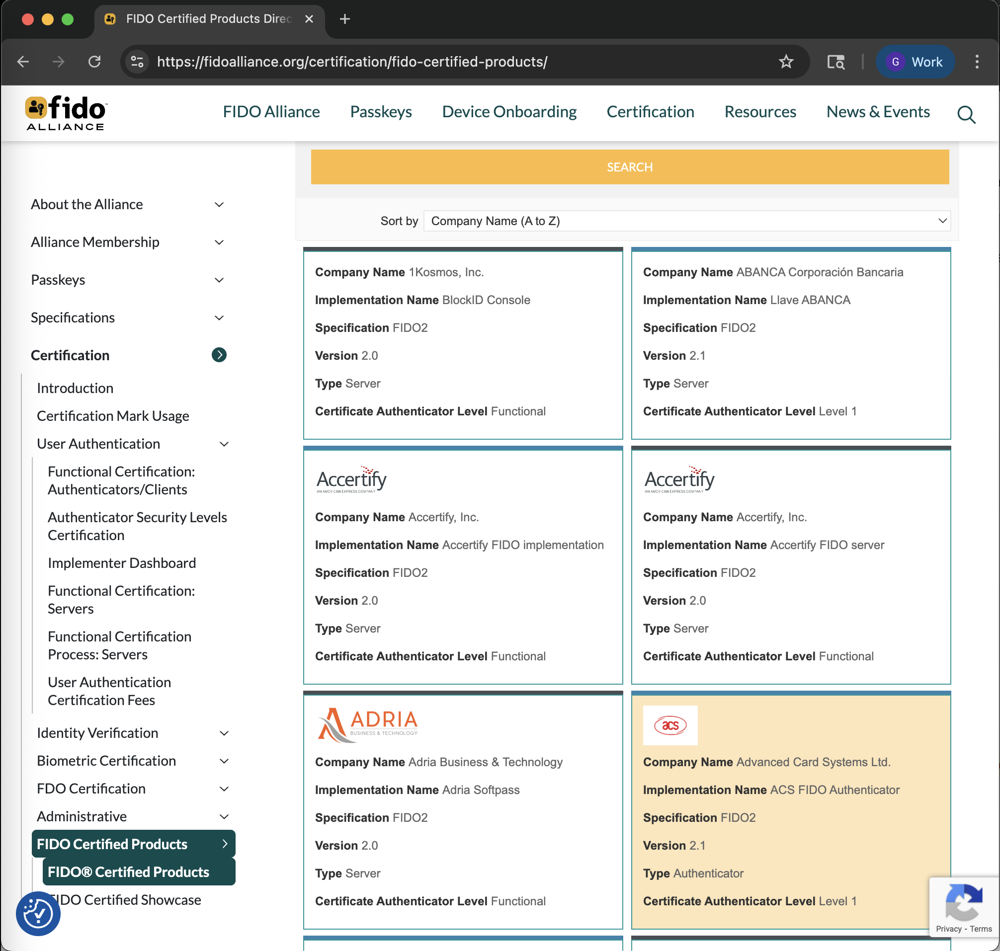 FIDO Certified Products Direc
https://fidoalliance.org/certification/fido-certified-products/
G
Work
fido
ALLIANCE
FIDO Alliance
Passkeys
Device Onboarding
Certification
Resources
News & Events
About the Alliance
Alliance Membership
Passkeys
Specifications
Certification
Introduction
Certification Mark Usage
User Authentication
Functional Certification:
Authenticators/Clients
Authenticator Security Levels
Certification
Implementer Dashboard
Functional Certification:
Servers
Functional Certification
Process: Servers
User Authentication
Certification Fees
Identity Verification
Biometric Certification
FDO Certification
Administrative
FIDO Certified Products
FIDO® Certified Products
FIDO Certified Showcase
SEARCH
Sort by Company Name (A to Z)
Company Name 1Kosmos, Inc.
Implementation Name BlockID Console
Specification FIDO2
Version 2.0
Type Server
Certificate Authenticator Level Functional
Company Name ABANCA Corporación Bancaria
Implementation Name Llave ABANCA
Specification FIDO2
Version 2.1
Type Server
Certificate Authenticator Level Level 1
Accertify
AN AMERICAN EXPRESS COMPANY
Company Name Accertify, Inc.
Implementation Name Accertify FIDO implementation
Specification FIDO2
Version 2.0
Type Server
Certificate Authenticator Level Functional
Accertify
AN AMERICAN EXPRESS COMPANY
Company Name Accertify, Inc.
Implementation Name Accertify FIDO server
Specification FIDO2
Version 2.0
Type Server
Certificate Authenticator Level Functional
ADRIA
BUSINESS & TECHNOLOGY
Company Name Adria Business & Technology
Implementation Name Adria Softpass
Specification FIDO2
Version 2.0
Type Server
Certificate Authenticator Level Functional
acs
Company Name Advanced Card Systems Ltd.
Implementation Name ACS FIDO Authenticator
Specification FIDO2
Version 2.1
Type Authenticator
Certificate Authenticator Level Level 1
Privacy - Terms